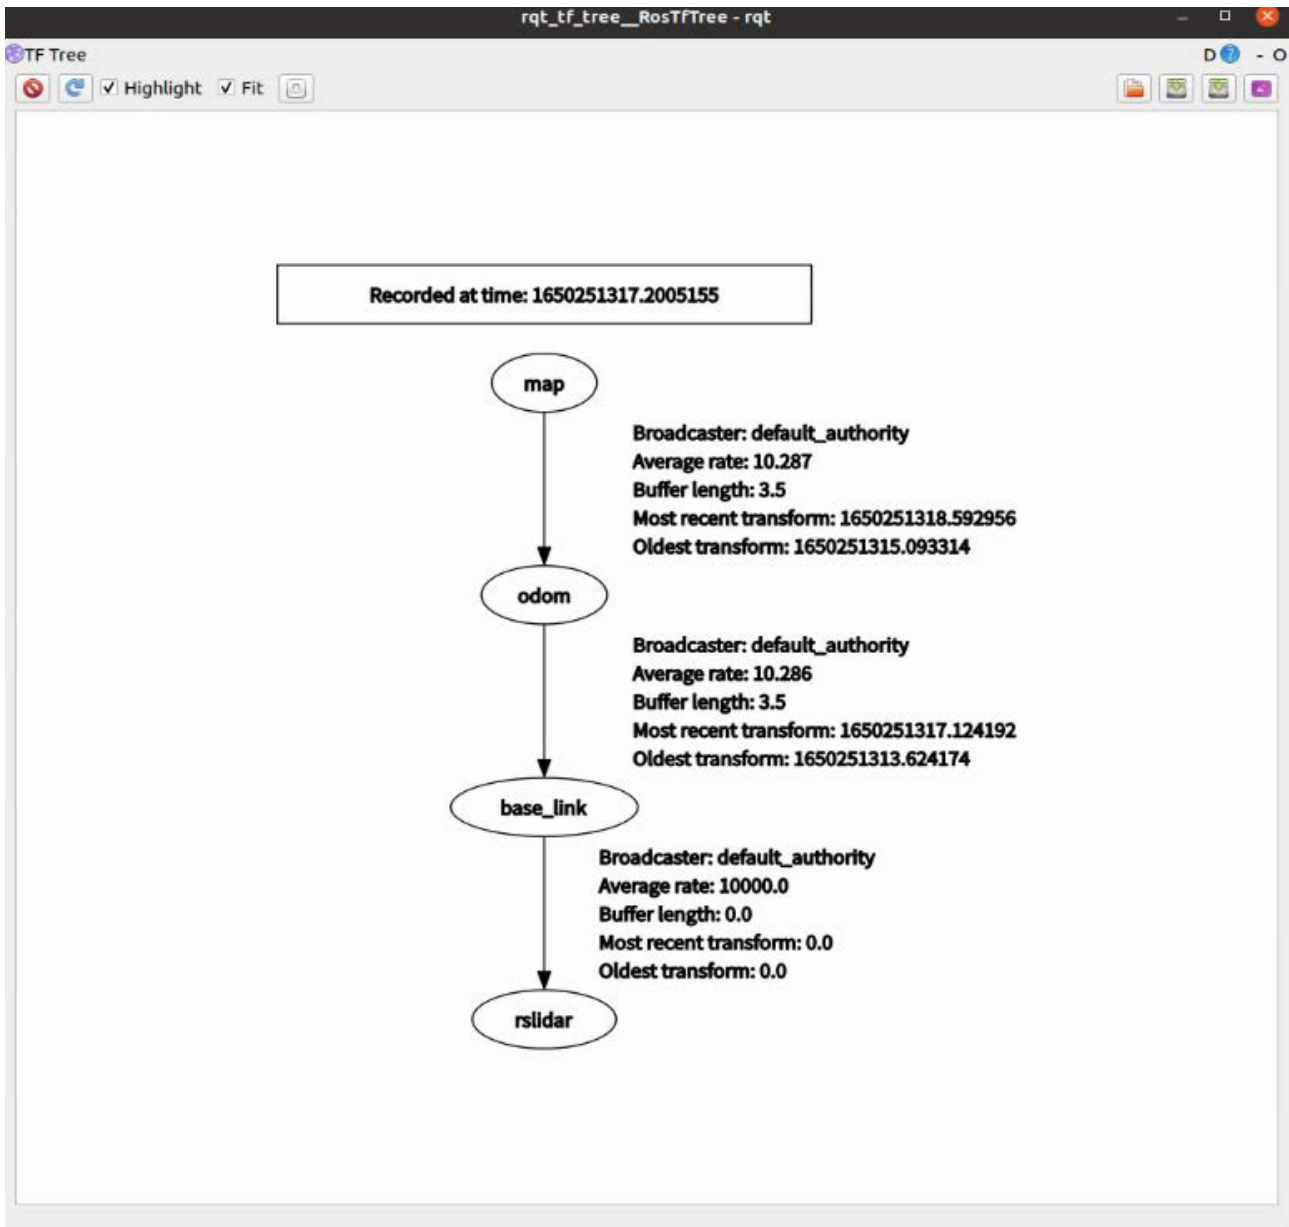 rqt_tf_tree__RosTfTree - rqt
TF Tree
D - O
Highlight Fit
Recorded at time: 1650251317.2005155
map
Broadcaster: default_authority
Average rate: 10.287
Buffer length: 3.5
Most recent transform: 1650251318.592956
Oldest transform: 1650251315.093314
odom
Broadcaster: default_authority
Average rate: 10.286
Buffer length: 3.5
Most recent transform: 1650251317.124192
Oldest transform: 1650251313.624174
base_link
Broadcaster: default_authority
Average rate: 10000.0
Buffer length: 0.0
Most recent transform: 0.0
Oldest transform: 0.0
rslidar